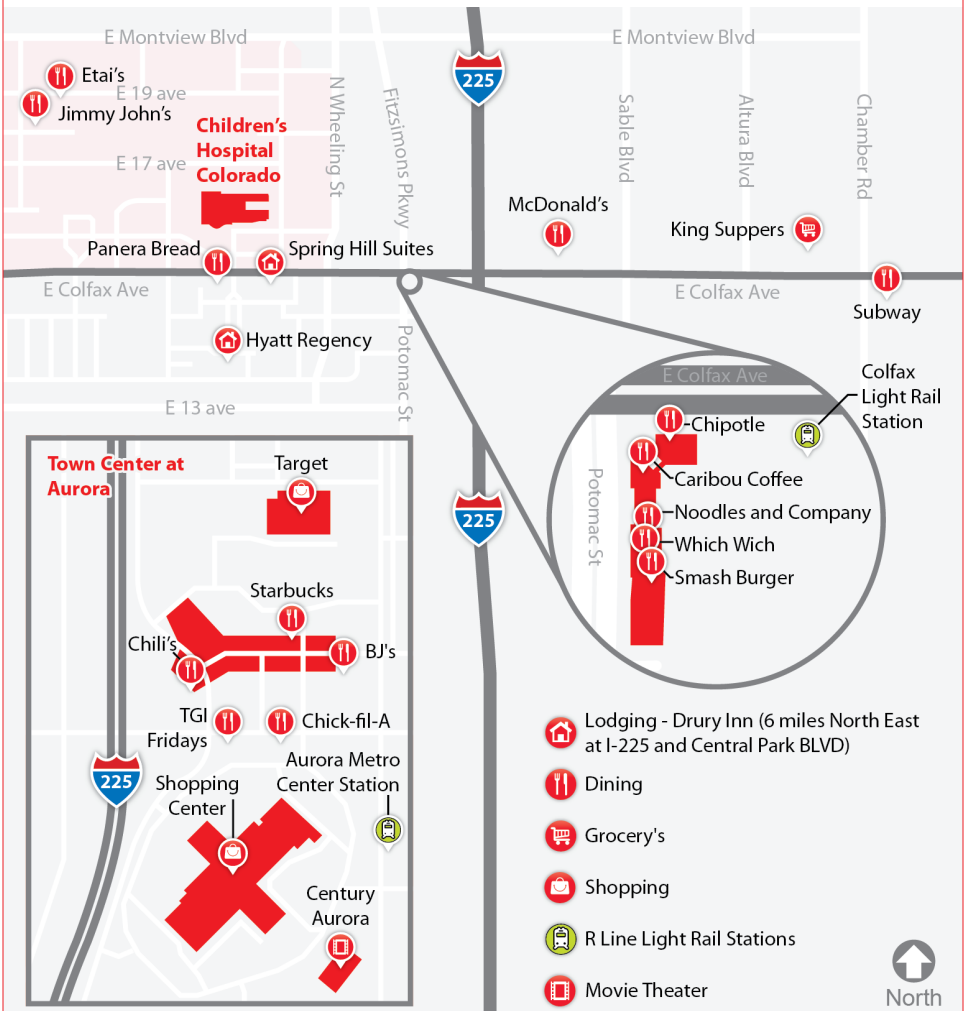 E Montview Blvd
E Montview Blvd
225
Etai's
E 19 ave
Jimmy John's
N Wheeling St
Fitzsimons Pkwy
Sable Blvd
Altura Blvd
Chamber Rd
Children's
Hospital
Colorado
E 17 ave
McDonald's
King Suppers
Panera Bread
Spring Hill Suites
E Colfax Ave
E Colfax Ave
Subway
Hyatt Regency
Potomac St
E 13 ave
E Colfax Ave
Colfax
Light Rail
Station
Chipotle
Caribou Coffee
Potomac St
Noodles and Company
Which Wich
Smash Burger
225
Town Center at
Aurora
Target
Starbucks
Chili's
BJ's
TGI
Fridays
Chick-fil-A
Aurora Metro
Center Station
225
Shopping
Center
Century
Aurora
Lodging - Drury Inn (6 miles North East
at I-225 and Central Park BLVD)
Dining
Grocery's
Shopping
R Line Light Rail Stations
Movie Theater
North